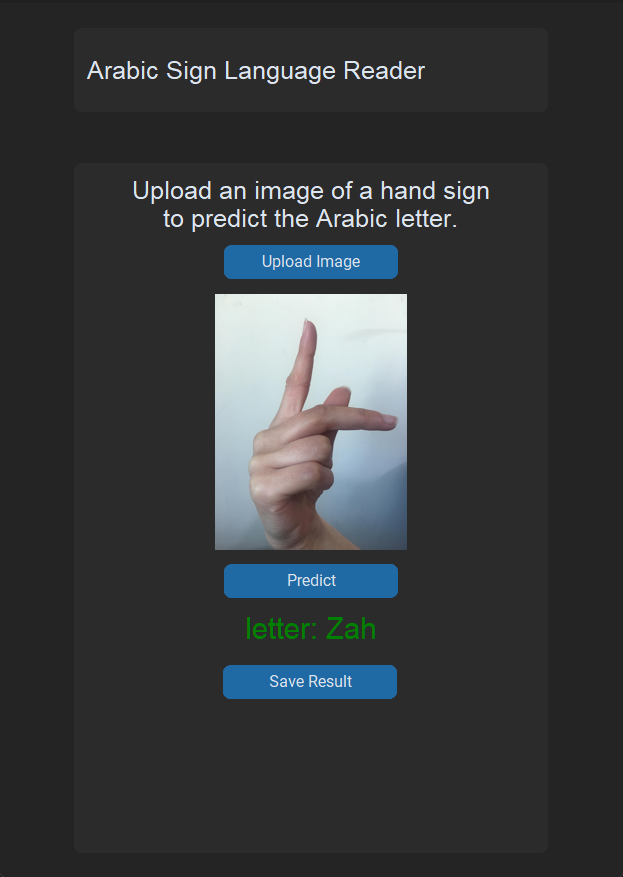 Arabic Sign Language Reader
Upload an image of a hand sign
to predict the Arabic letter.
Upload Image
Predict
letter: Zah
Save Result